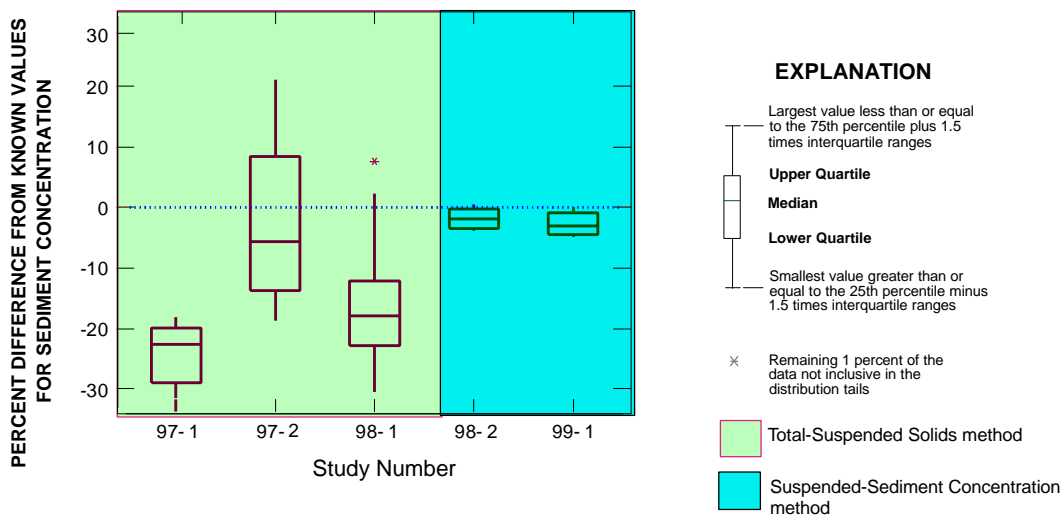 PERCENT DIFFERENCE FROM KNOWN VALUES
FOR SEDIMENT CONCENTRATION
30
20
10
0
-10
-20
-30
97- 1
97- 2
98- 1
98- 2
99- 1
Study Number
EXPLANATION
Largest value less than or equal
to the 75th percentile plus 1.5
times interquartile ranges
Upper Quartile
Median
Lower Quartile
Smallest value greater than or
equal to the 25th percentile minus
1.5 times interquartile ranges
Remaining 1 percent of the
data not inclusive in the
distribution tails
Total-Suspended Solids method
Suspended-Sediment Concentration
method